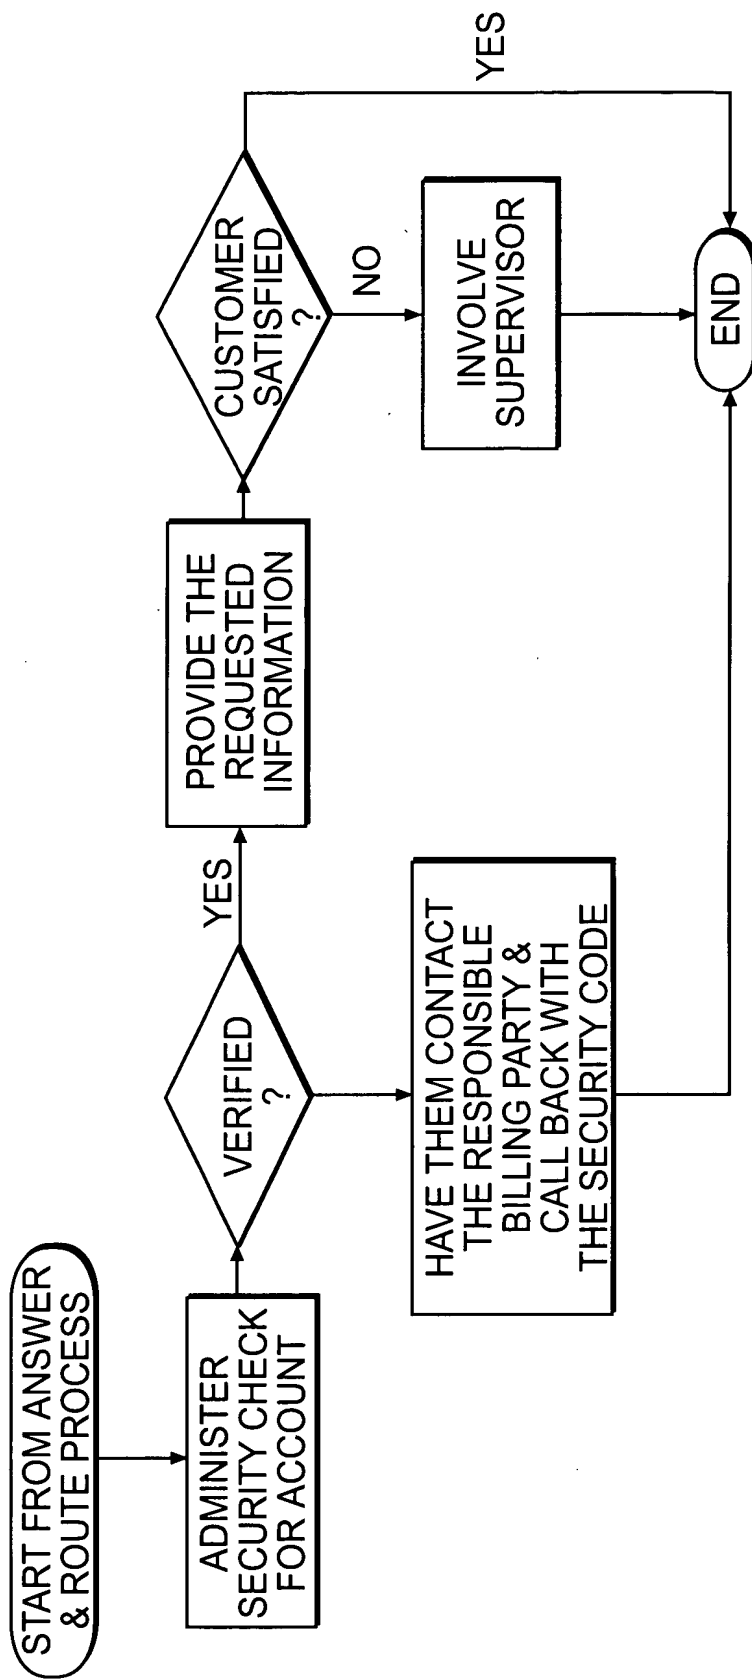 START FROM ANSWER
& ROUTE PROCESS
ADMINISTER
SECURITY CHECK
FOR ACCOUNT
VERIFIED
?
YES
HAVE THEM CONTACT
THE RESPONSIBLE
BILLING PARTY &
CALL BACK WITH
THE SECURITY CODE
PROVIDE THE
REQUESTED
INFORMATION
CUSTOMER
SATISFIED
?
NO
YES
INVOLVE
SUPERVISOR
END